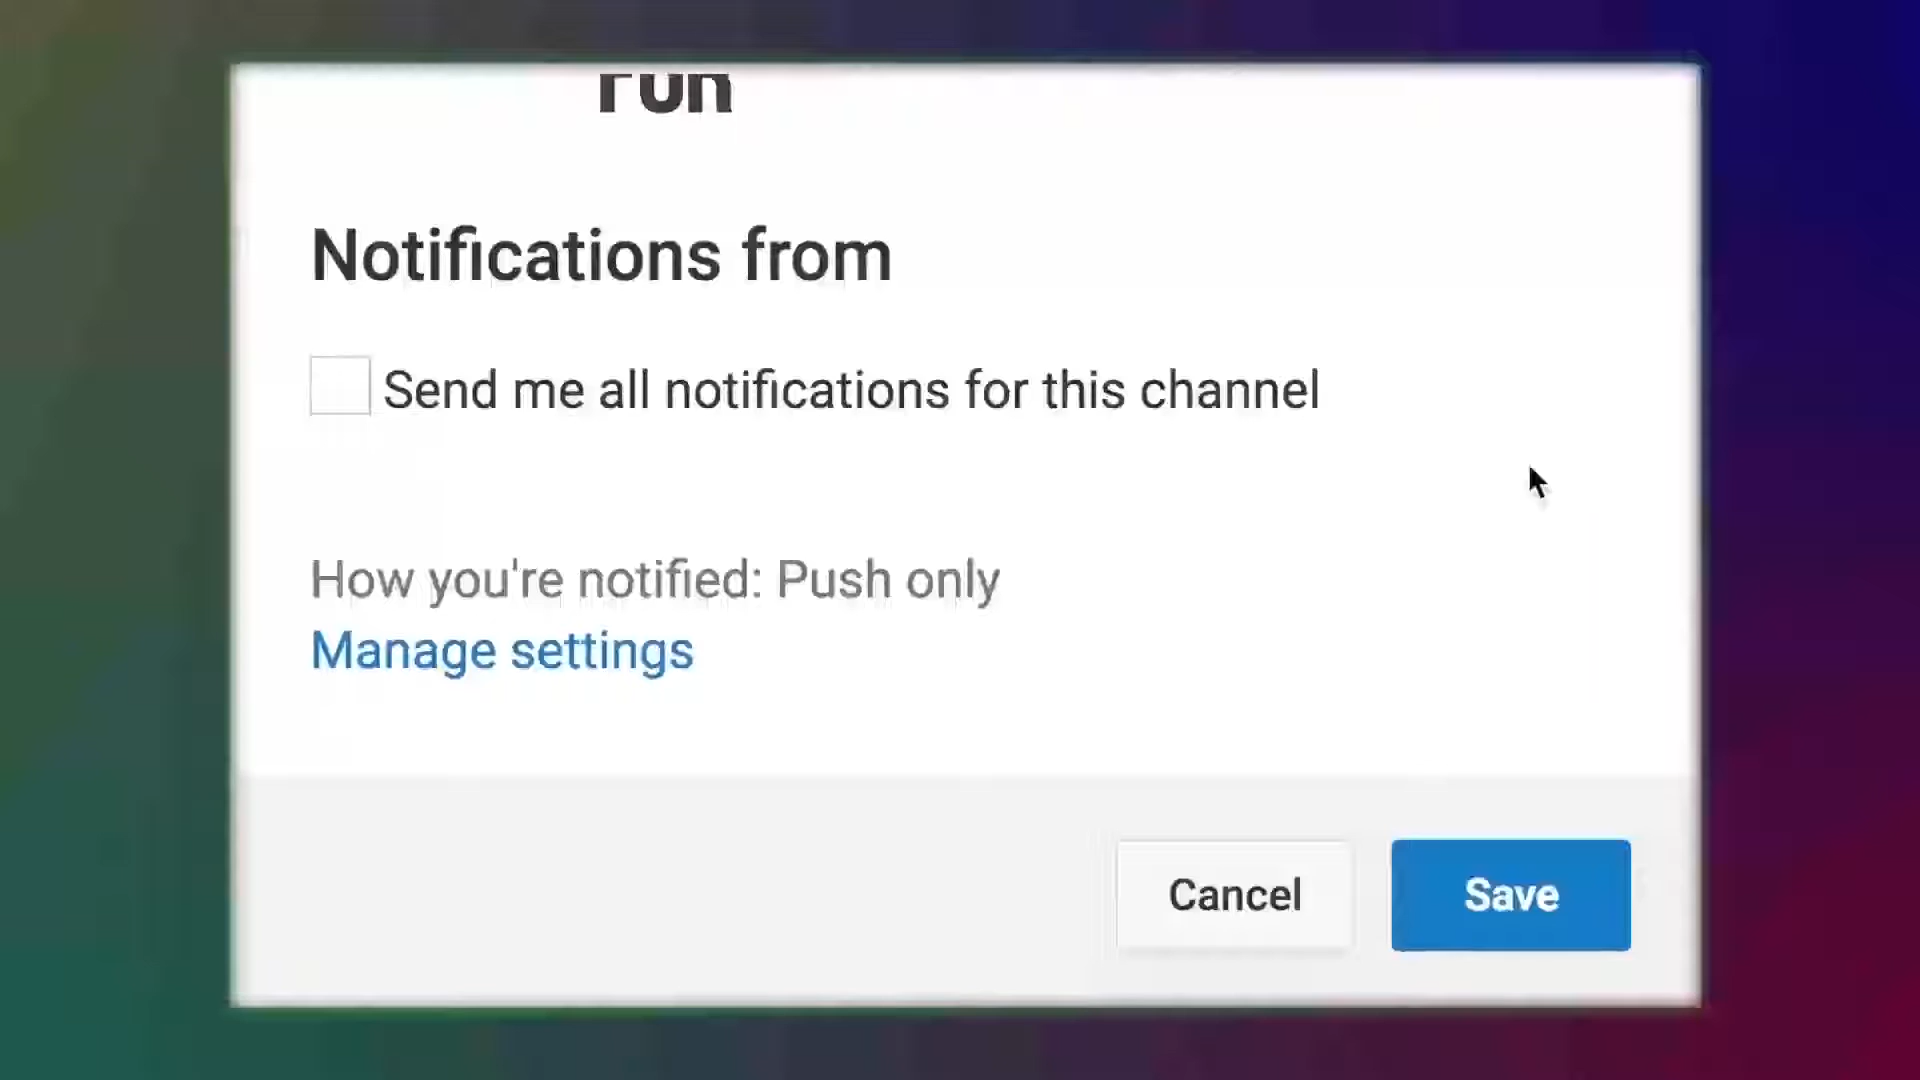 Notifications from
Send me all notifications for this channel
How you're notified: Push only
Manage settings
Cancel
Save